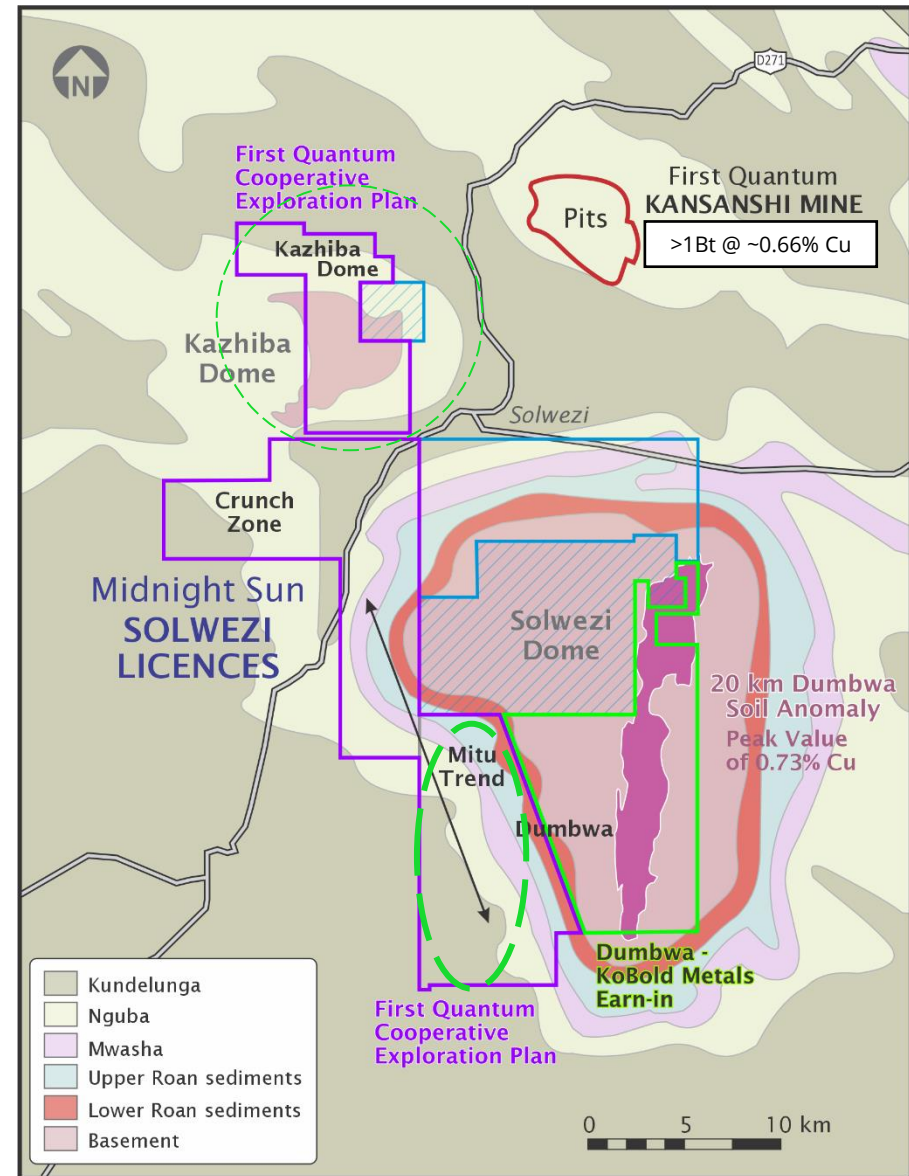 N
D271
First Quantum
Cooperative
Exploration Plan
Kazhiba
Dome
Kazhiba
Dome
Pits
First Quantum
KANSANSHI MINE
>1Bt @ ~0.66% Cu
Solwezi
Crunch
Zone
Midnight Sun
SOLWEZI
LICENCES
Solwezi
Dome
20 km Dumbwa
Soil Anomaly
Peak Value
of 0.73% Cu
Mitu
Trend
Dumbwa
Dumbwa -
KoBold Metals
Earn-in
First Quantum
Cooperative
Exploration Plan
Kundelunga
Nguba
Mwasha
Upper Roan sediments
Lower Roan sediments
Basement
0 5 10 km